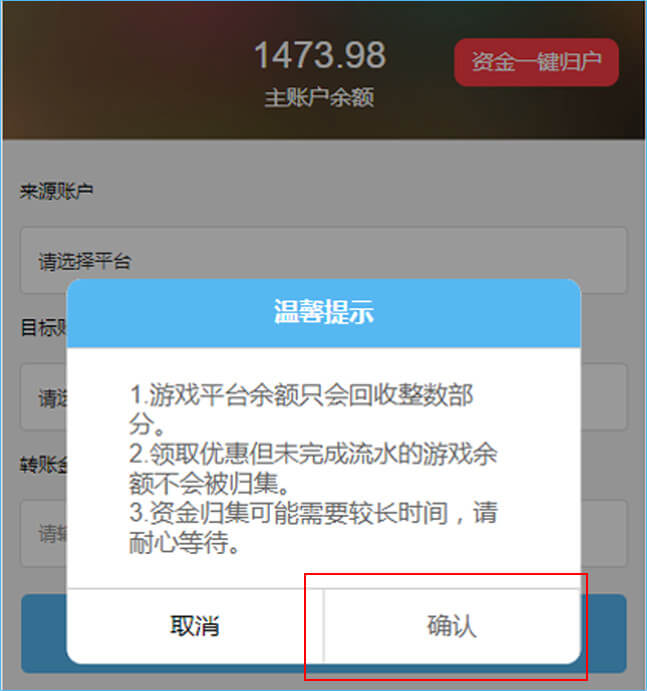 1473.98
资金一键归户
主账户余额
来源账户
请选择平台
温馨提示
目标账
1.游戏平台余额只会回收整数部
分。
请选
2.领取优惠但未完成流水的游戏余
额不会被归集。
转账金
3.资金归集可能需要较长时间，请
耐心等待。
请输
取消
确认